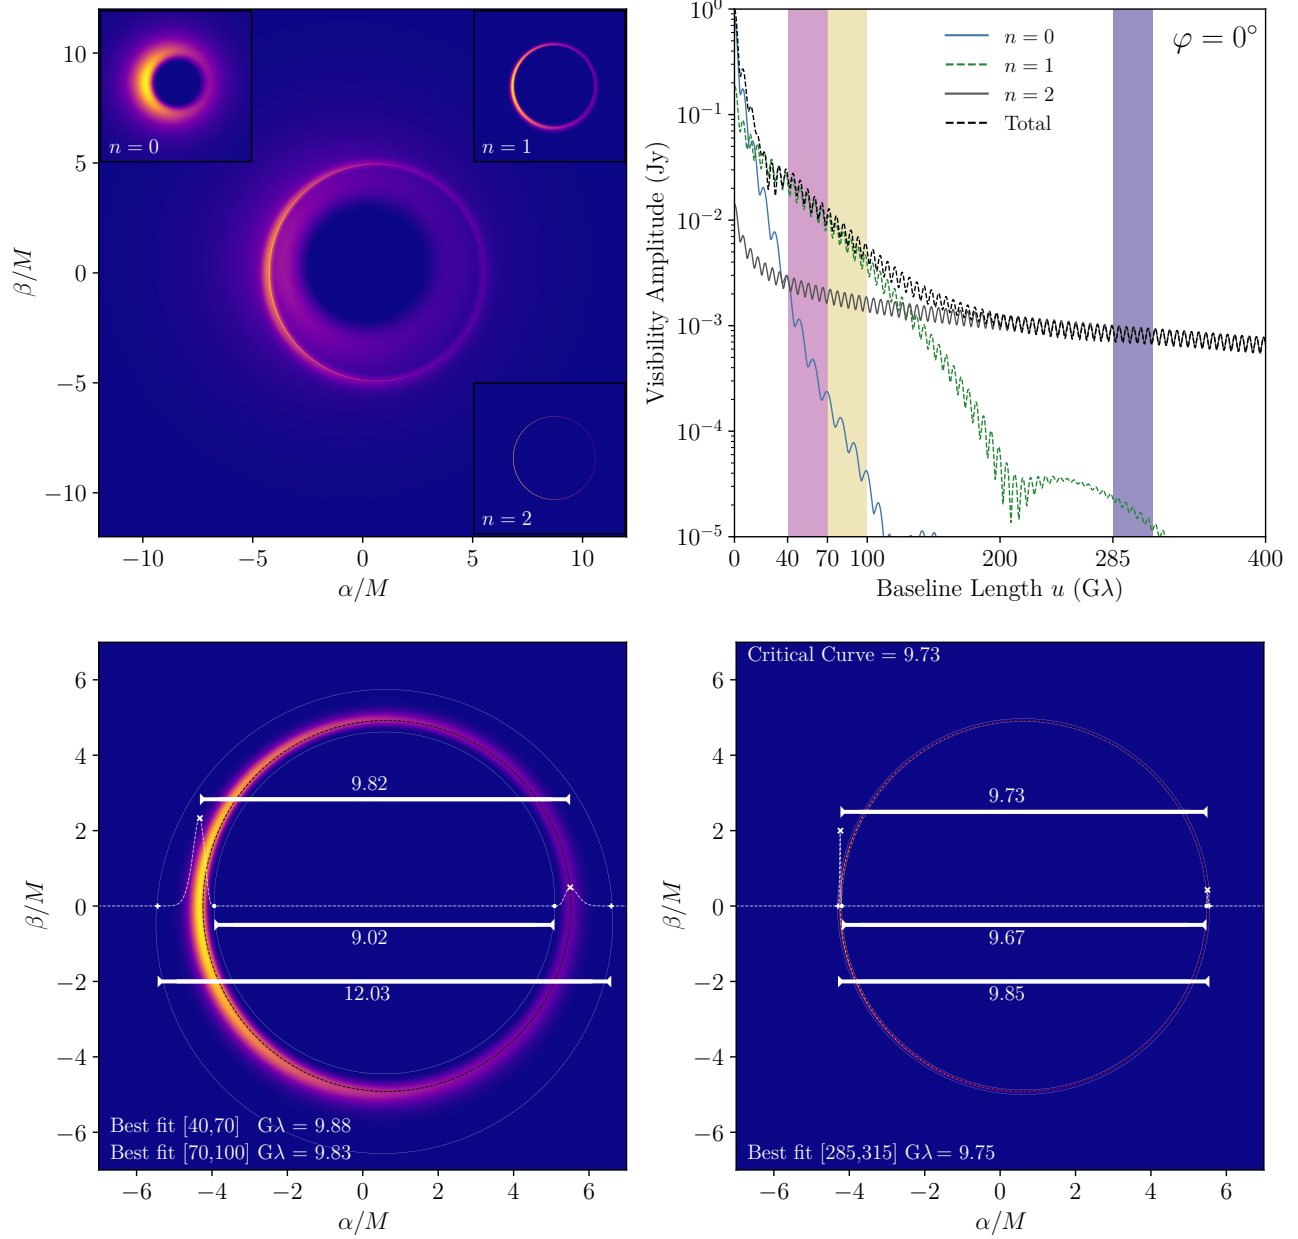 10
5
0
−5
−10
β/M
n = 0
n = 1
n = 2
−10 −5 0 5 10
α/M
10⁰
10⁻¹
10⁻²
10⁻³
10⁻⁴
10⁻⁵
Visibility Amplitude (Jy)
n = 0
n = 1
n = 2
Total
φ = 0°
0 40 70 100 200 285 400
Baseline Length u (Gλ)
6
4
2
0
−2
−4
−6
β/M
9.82
9.02
12.03
Best fit [40,70] Gλ = 9.88
Best fit [70,100] Gλ = 9.83
−6 −4 −2 0 2 4 6
α/M
Critical Curve = 9.73
6
4
2
0
−2
−4
−6
β/M
9.73
9.67
9.85
Best fit [285,315] Gλ = 9.75
−6 −4 −2 0 2 4 6
α/M